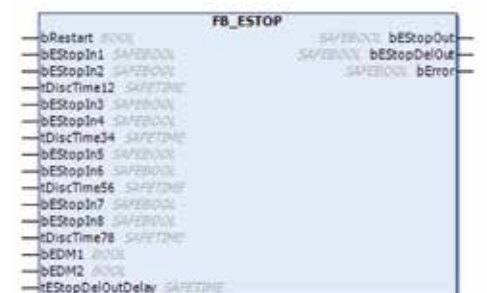 FB_ESTOP
bRestart BOOL SAFEBOOL bEStopOut
bEStopIn1 SAFEBOOL SAFEBOOL bEStopDelOut
bEStopIn2 SAFEBOOL SAFEBOOL bError
tDiscTime12 SAFETIME
bEStopIn3 SAFEBOOL
bEStopIn4 SAFEBOOL
tDiscTime34 SAFETIME
bEStopIn5 SAFEBOOL
bEStopIn6 SAFEBOOL
tDiscTime56 SAFETIME
bEStopIn7 SAFEBOOL
bEStopIn8 SAFEBOOL
tDiscTime78 SAFETIME
bEDM1 BOOL
bEDM2 BOOL
tEStopDelOutDelay SAFETIME